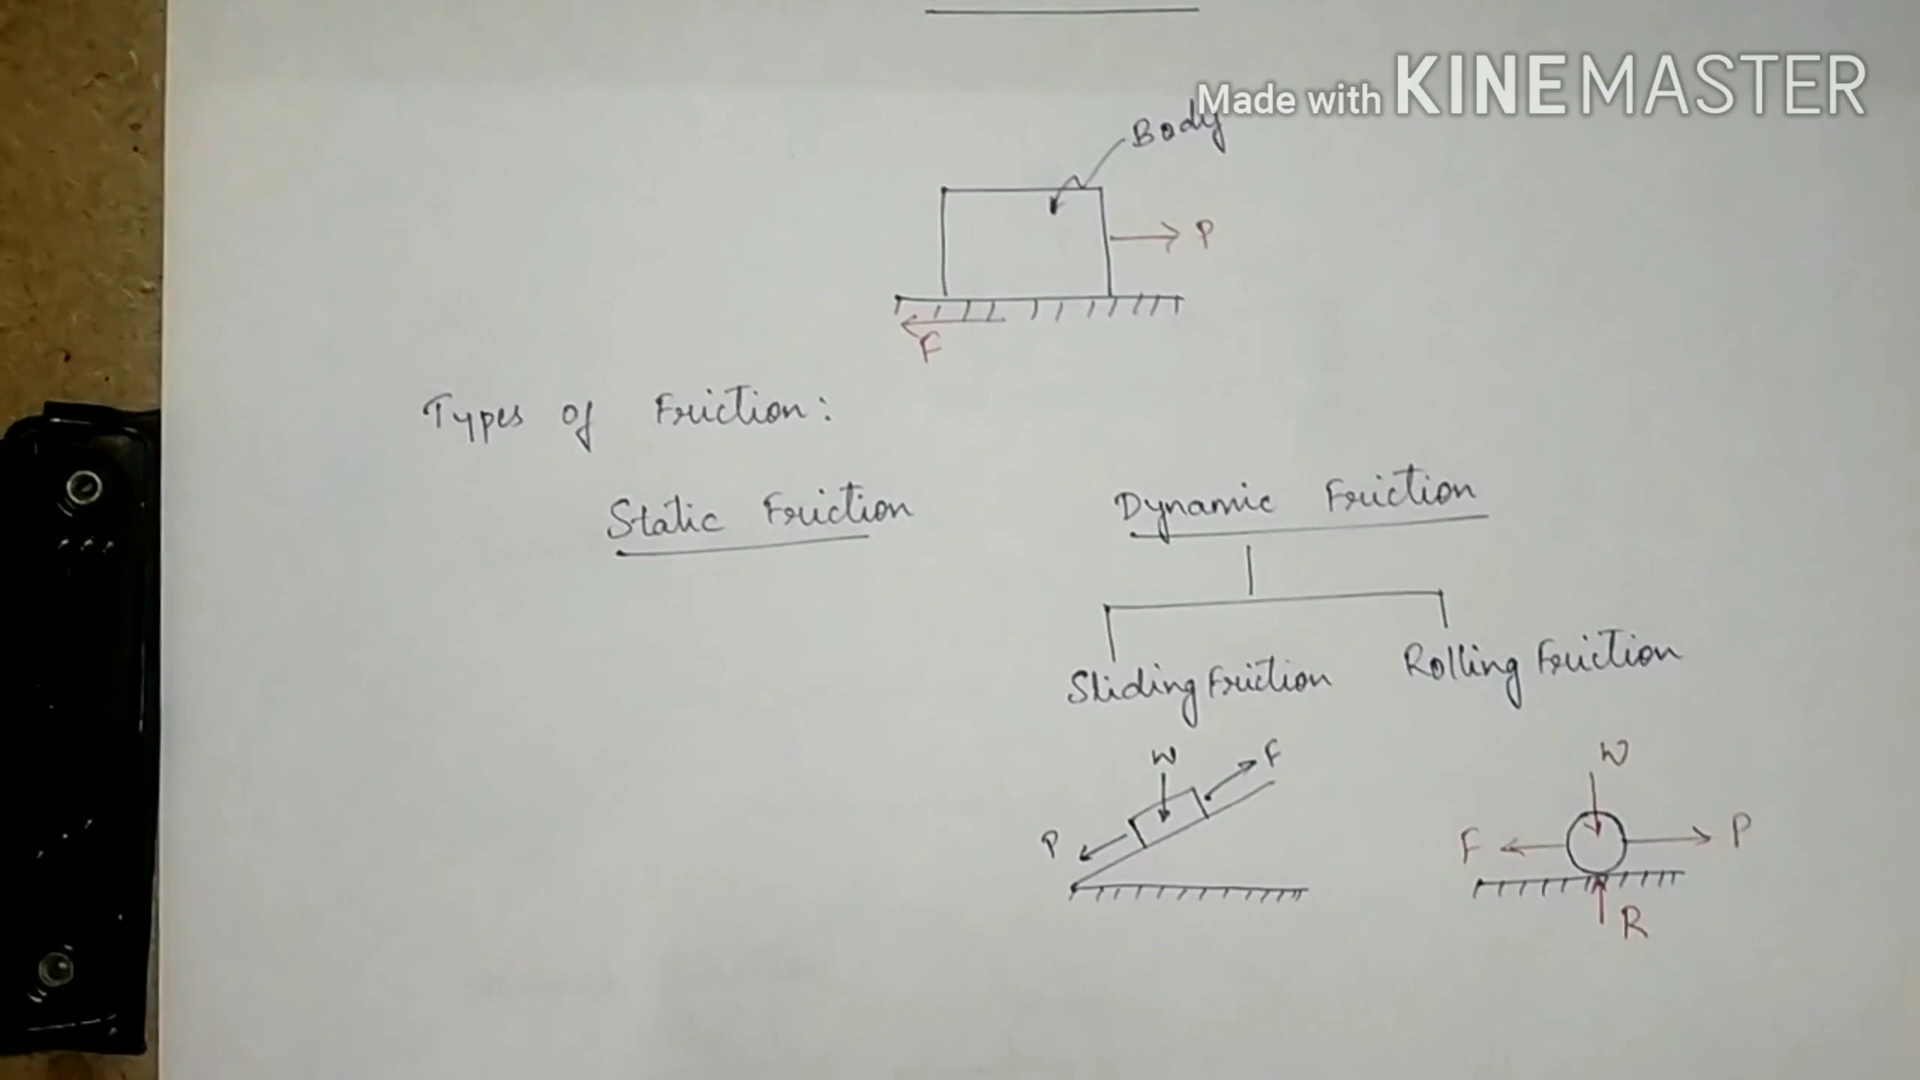 Made with KINEMASTER
Body
P
F
Types of Friction:
Static Friction
Dynamic Friction
Sliding Friction
Rolling Friction
W
F
P
W
F
P
R